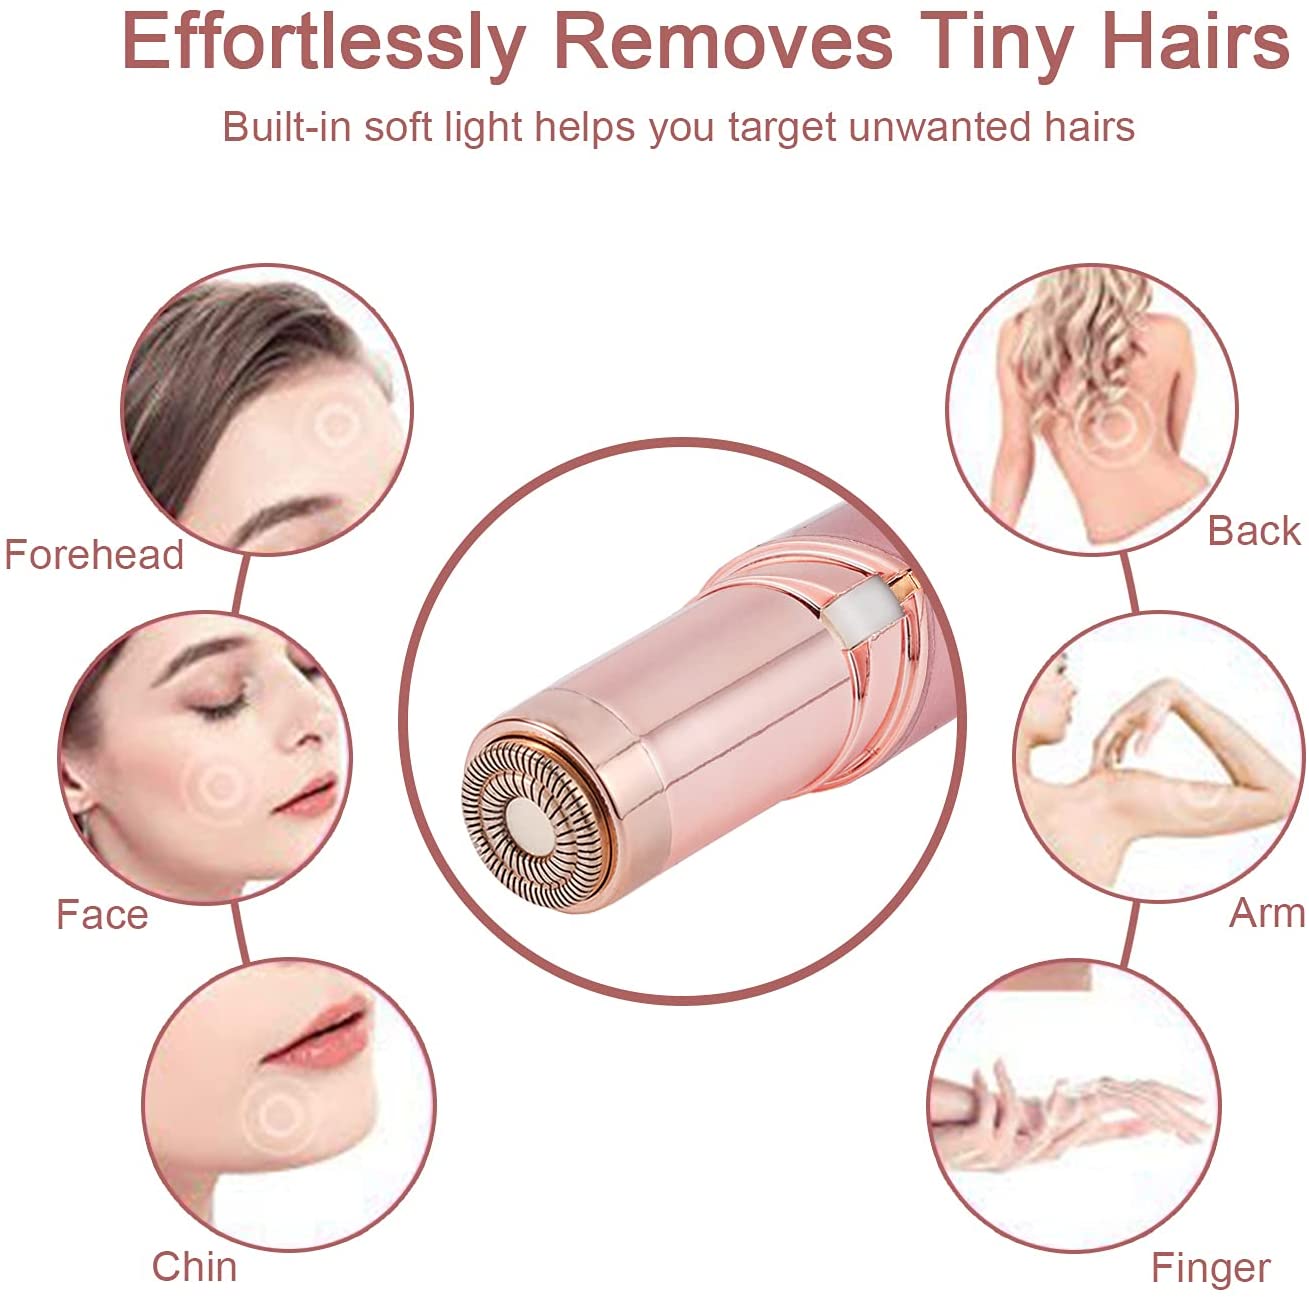 Effortlessly Removes Tiny Hairs
Built-in soft light helps you target unwanted hairs
Forehead
Back
Face
Arm
Chin
Finger